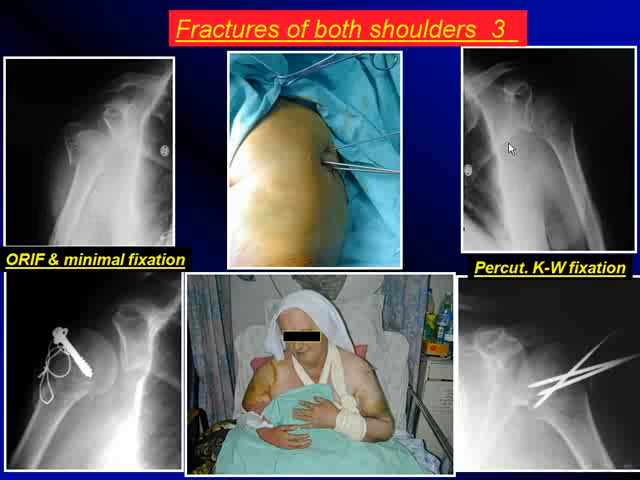 Fractures of both shoulders 3
ORIF & minimal fixation
Percut. K-W fixation